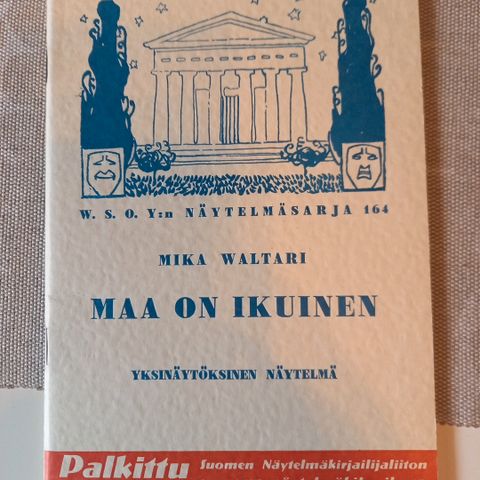 W. S. O. Y:n NÄYTELMÄSARJA 164
MIKA WALTARI
MAA ON IKUINEN
YKSINÄYTÖKSINEN NÄYTELMÄ
Palkittu Suomen Näytelmäkirjailijaliiton